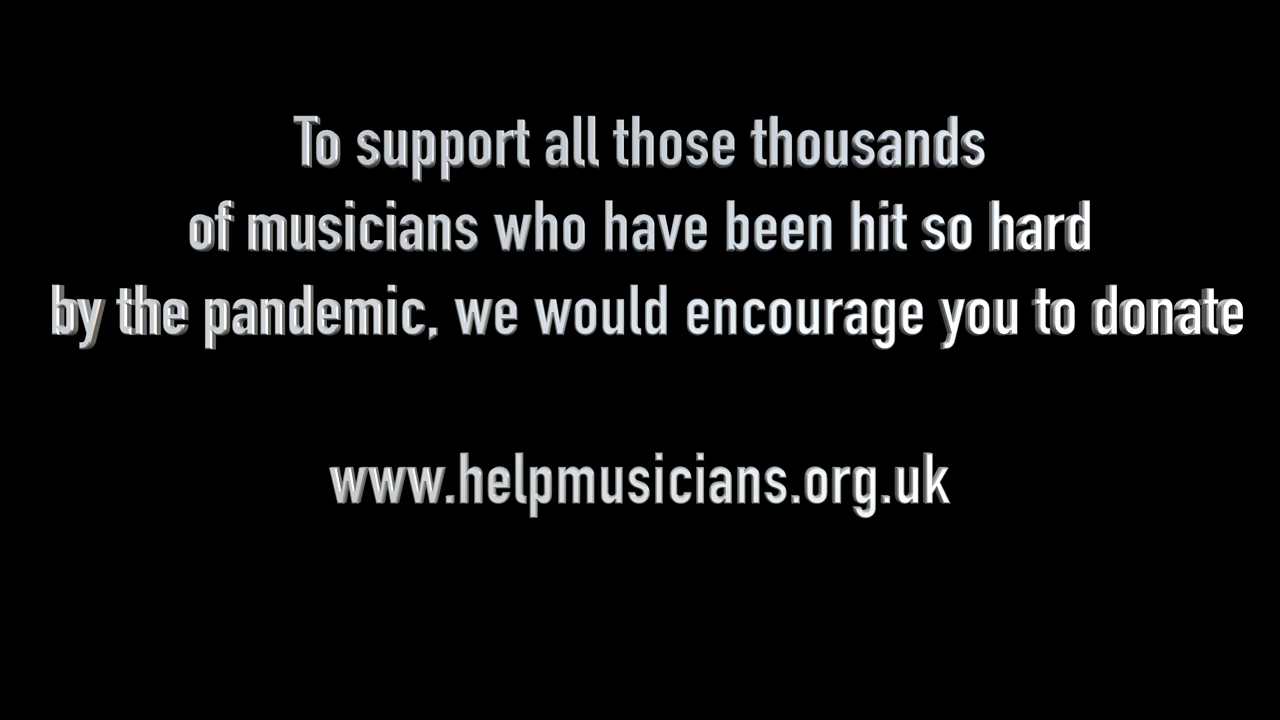 To support all those thousands
of musicians who have been hit so hard
by the pandemic, we would encourage you to donate
www.helpmusicians.org.uk